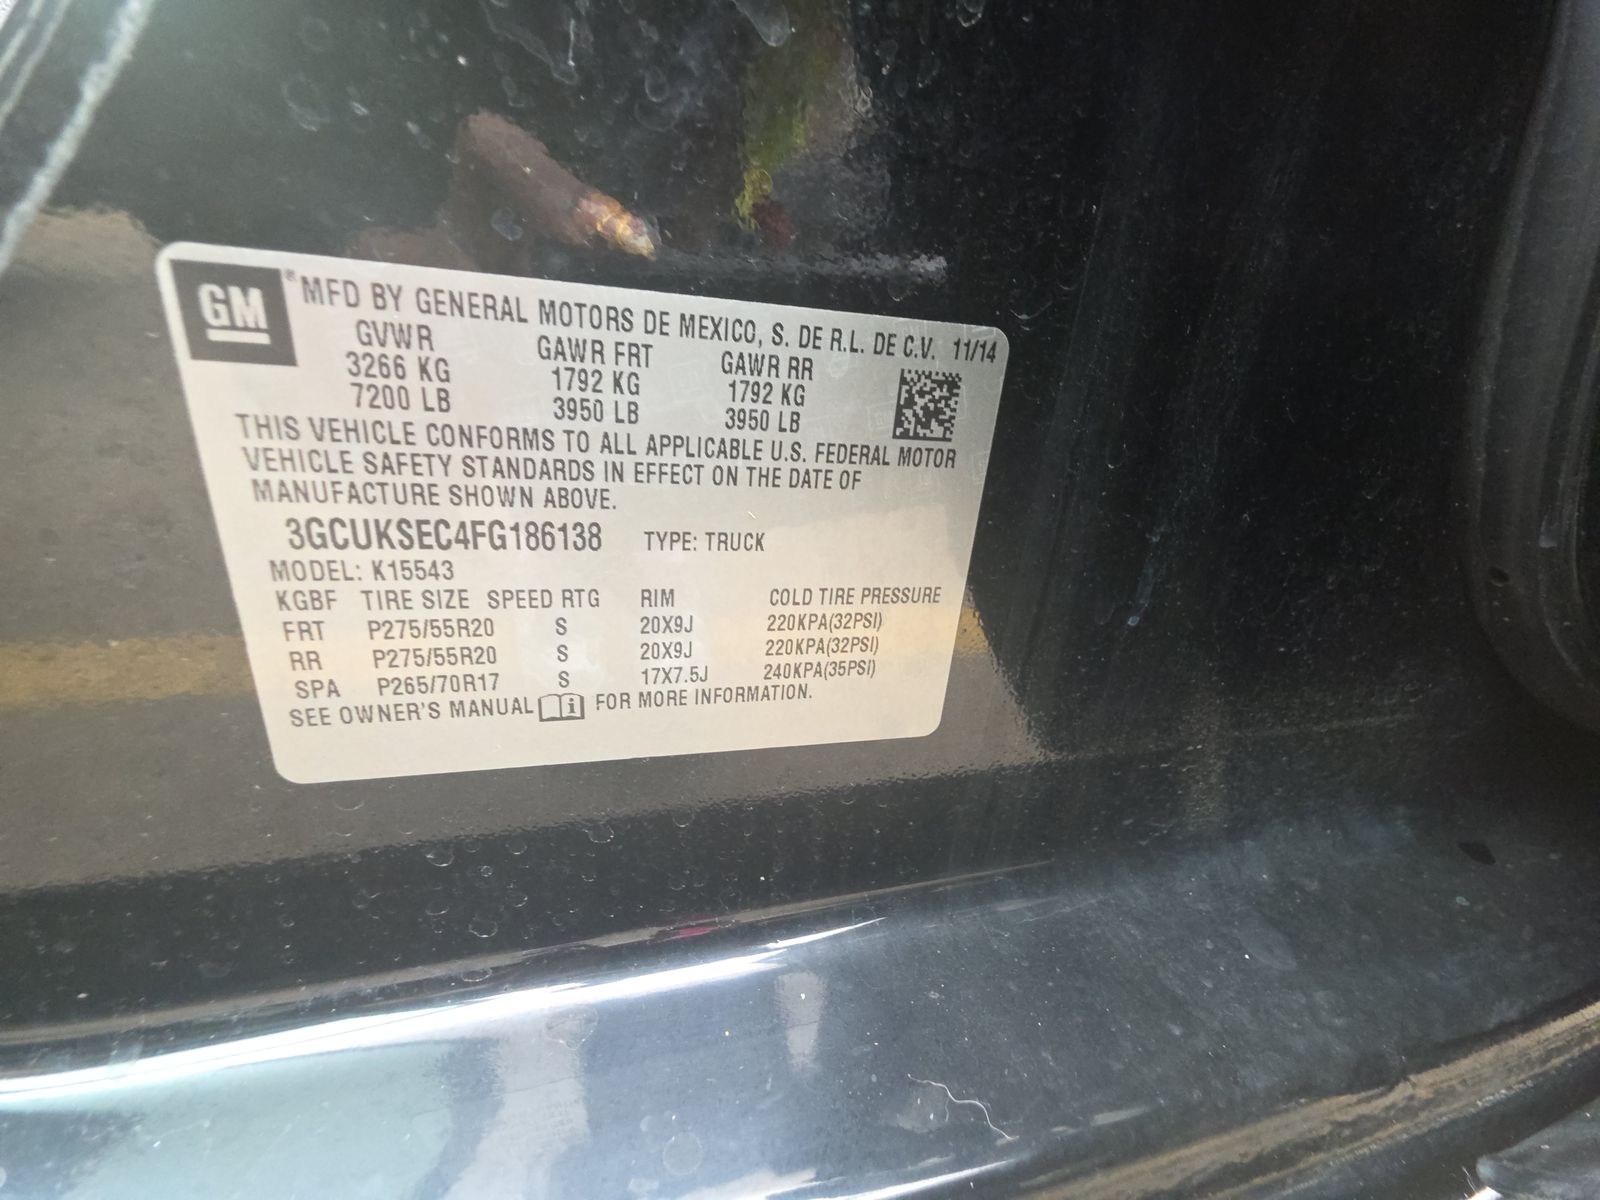 GM® MFD BY GENERAL MOTORS DE MEXICO, S. DE R.L. DE C.V. 11/14
GVWR GAWR FRT GAWR RR
3266 KG 1792 KG 1792 KG
7200 LB 3950 LB 3950 LB
THIS VEHICLE CONFORMS TO ALL APPLICABLE U.S. FEDERAL MOTOR
VEHICLE SAFETY STANDARDS IN EFFECT ON THE DATE OF
MANUFACTURE SHOWN ABOVE.
3GCUKSEC4FG186138 TYPE: TRUCK
MODEL: K15543
KGBF TIRE SIZE SPEED RTG RIM COLD TIRE PRESSURE
FRT P275/55R20 S 20X9J 220KPA(32PSI)
RR P275/55R20 S 20X9J 220KPA(32PSI)
SPA P265/70R17 S 17X7.5J 240KPA(35PSI)
SEE OWNER'S MANUAL FOR MORE INFORMATION.